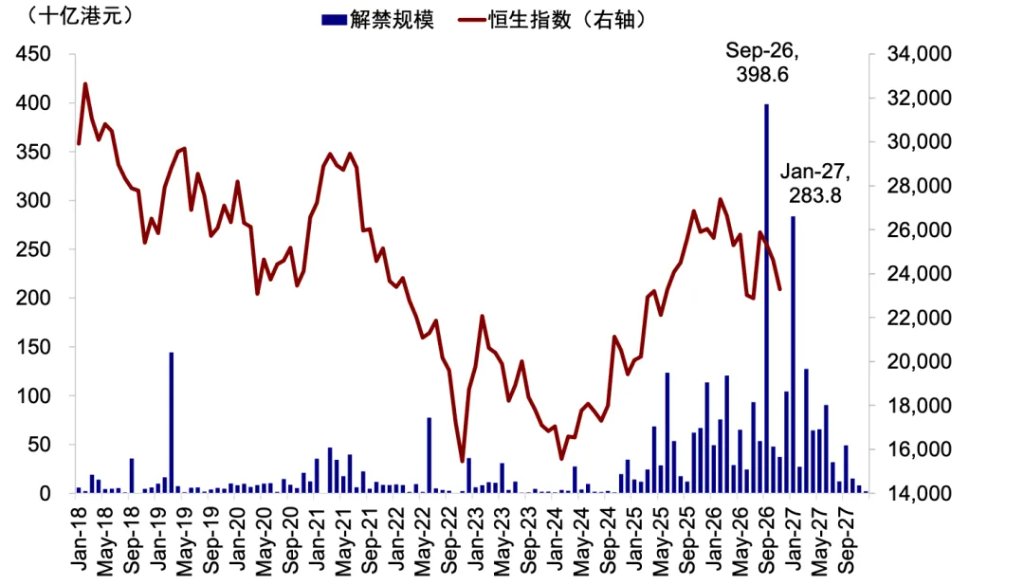 （十亿港元）
解禁规模 恒生指数（右轴）
450 34,000
400 32,000
350 30,000
300 28,000
250 26,000
200 24,000
150 22,000
100 20,000
50 18,000
0 16,000
14,000
Sep-26,
398.6
Jan-27,
283.8
Jan-18 May-18 Sep-18 Jan-19 May-19 Sep-19 Jan-20 May-20 Sep-20 Jan-21 May-21 Sep-21 Jan-22 May-22 Sep-22 Jan-23 May-23 Sep-23 Jan-24 May-24 Sep-24 Jan-25 May-25 Sep-25 Jan-26 May-26 Sep-26 Jan-27 May-27 Sep-27